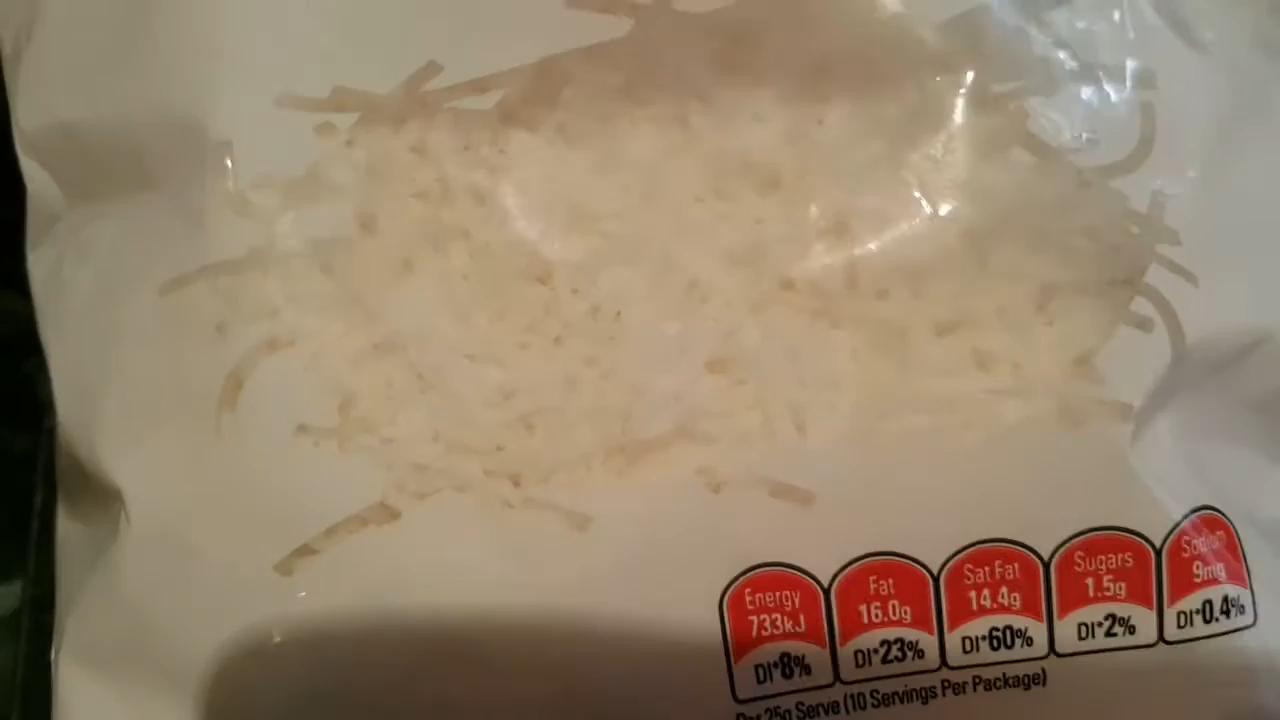 Energy
733kJ
DI*8%
Fat
16.0g
DI*23%
Sat Fat
14.4g
DI*60%
Sugars
1.5g
DI*2%
Sodium
9mg
DI*0.4%
Per 25g Serve (10 Servings Per Package)